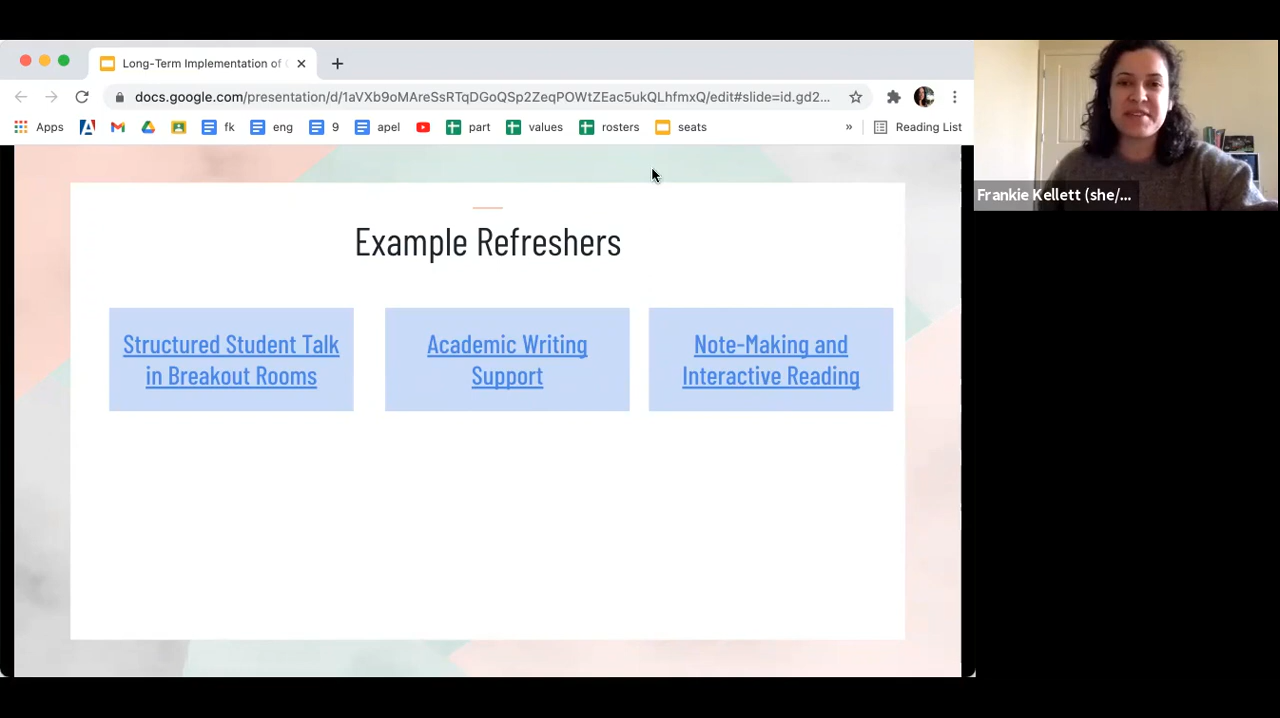 Long-Term Implementation of
docs.google.com/presentation/d/1aVXb9oMAreSsRTqDGoQSp2ZeqPOWtZEac5ukQLhfmxQ/edit#slide=id.gd2...
Apps fk eng 9 apel part values rosters seats » Reading List
Frankie Kellett (she/...
Example Refreshers
Structured Student Talk
in Breakout Rooms
Academic Writing
Support
Note-Making and
Interactive Reading